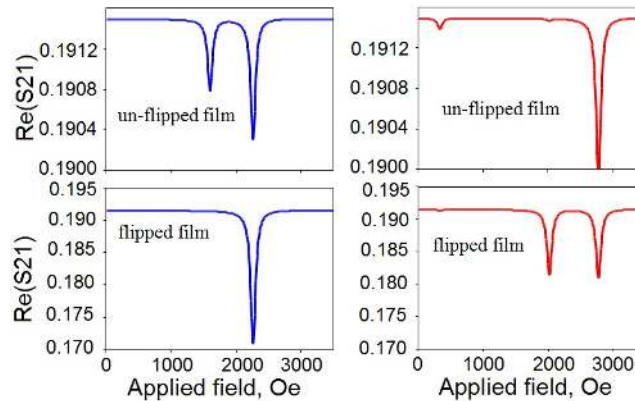 0.1912
0.1908
0.1904
0.1900
Re(S21)
un-flipped film
0.1912
0.1908
0.1904
0.1900
Re(S21)
un-flipped film
0.195
0.190
0.185
0.180
0.175
0.170
Re(S21)
flipped film
0 1000 2000 3000
Applied field, Oe
0.195
0.190
0.185
0.180
0.175
0.170
flipped film
0 1000 2000 3000
Applied field, Oe